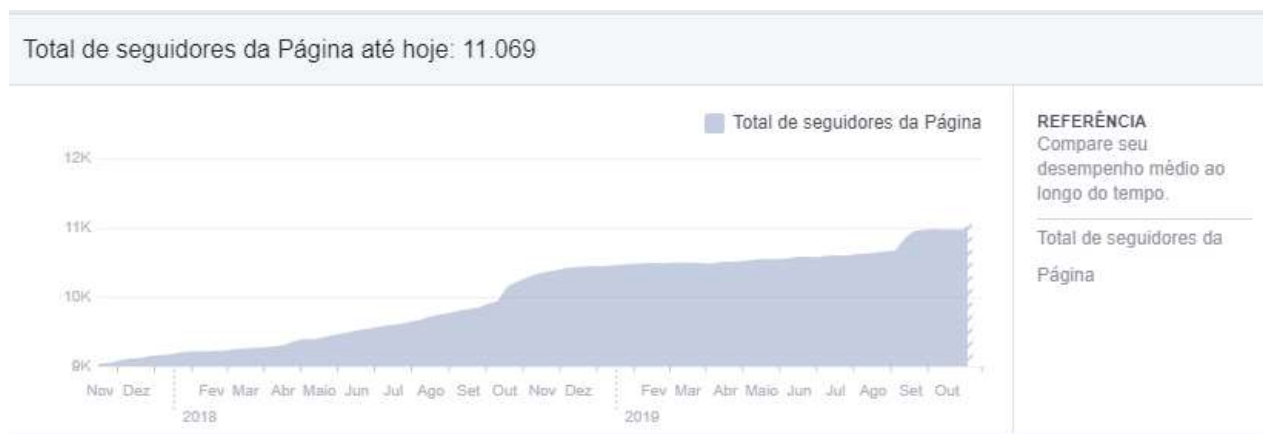 Total de seguidores da Página até hoje: 11.069
Total de seguidores da Página
12K
11K
10K
9K
Nov Dez Fev Mar Abr Maio Jun Jul Ago Set Out Nov Dez Fev Mar Abr Maio Jun Jul Ago Set Out
2018 2019
REFERÊNCIA
Compare seu
desempenho médio ao
longo do tempo.
Total de seguidores da
Página